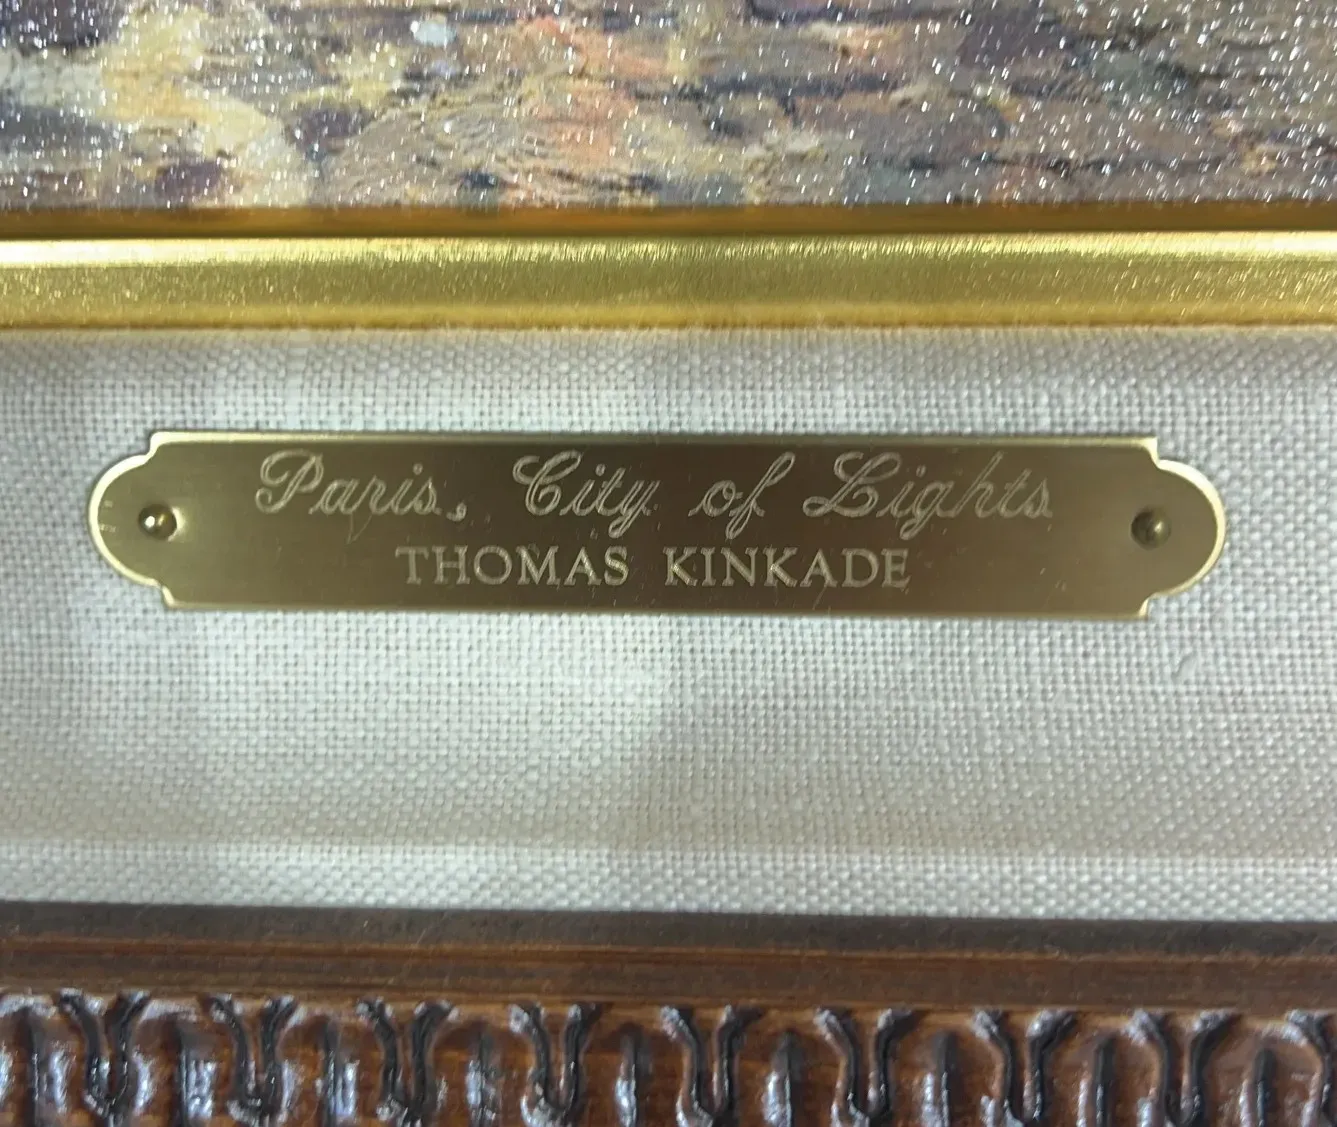 Paris, City of Lights
THOMAS KINKADE